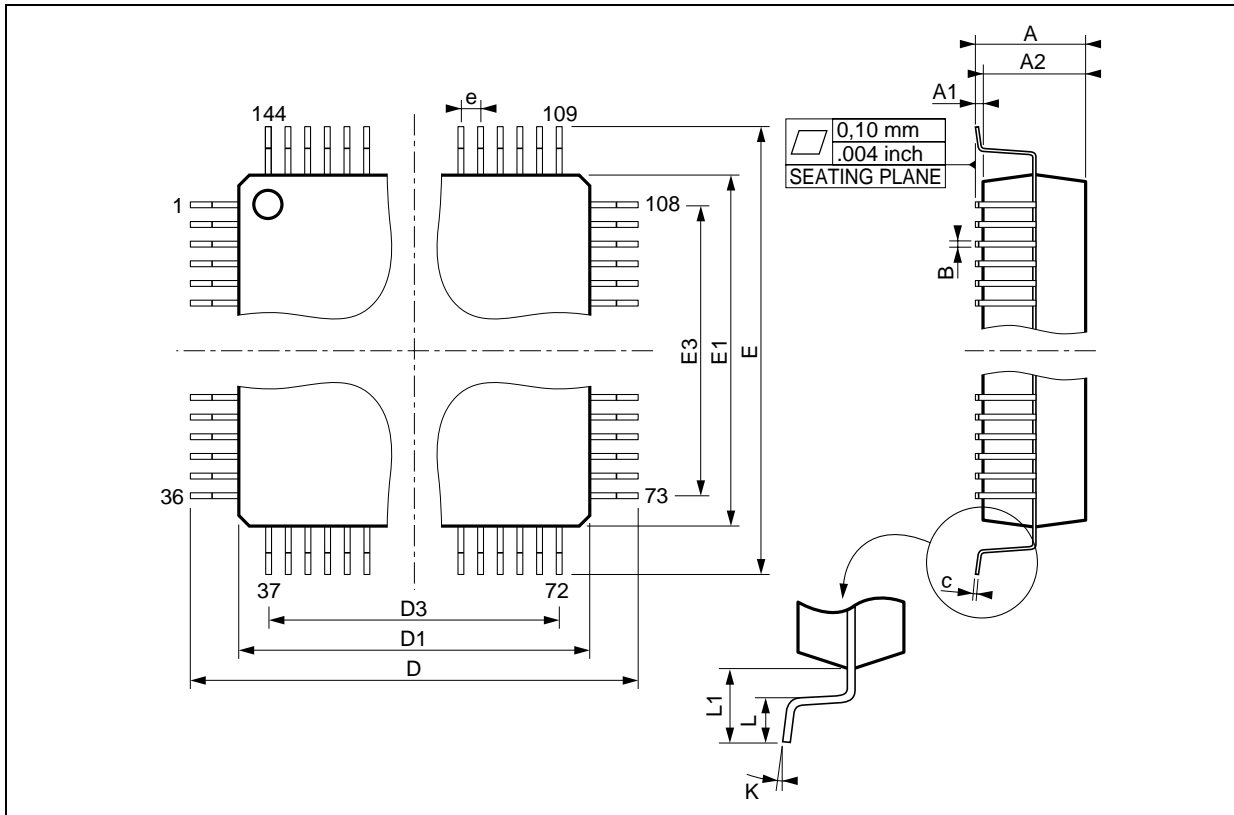 A
A2
A1
e
144
109
0,10 mm
.004 inch
SEATING PLANE
1
108
B
E3
E1
E
36
73
37
72
c
D3
D1
D
L1
L
K